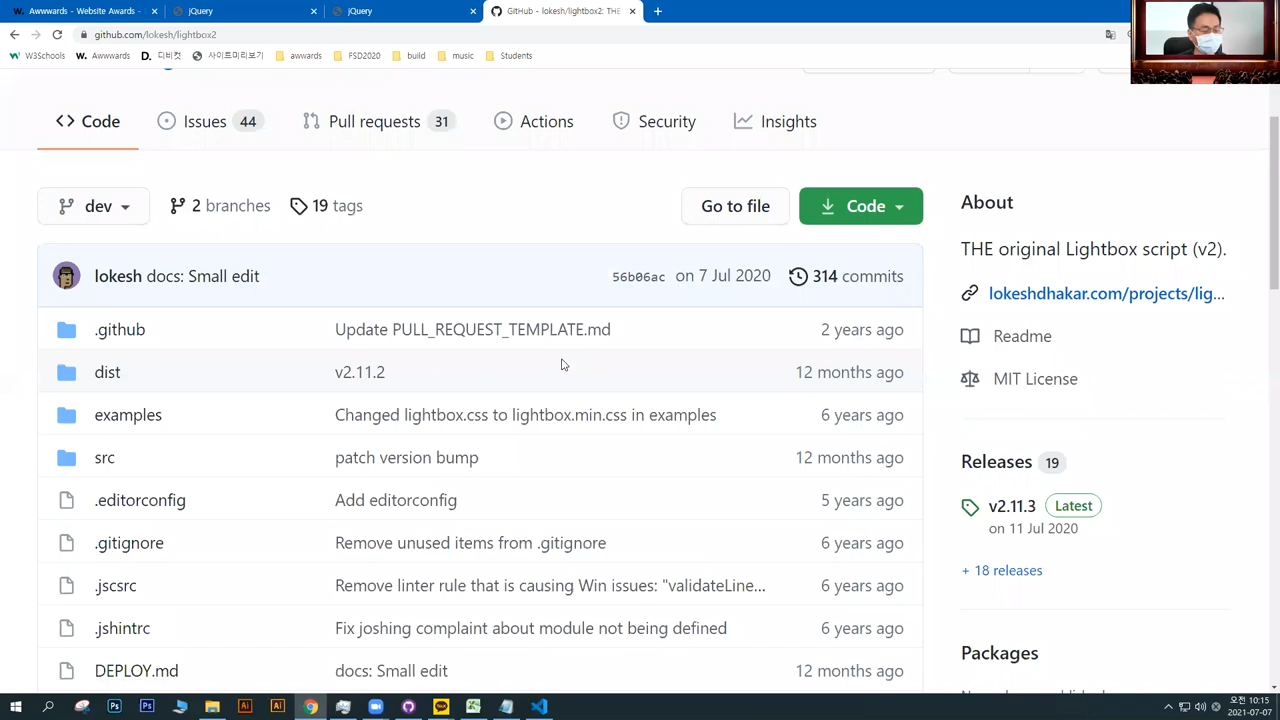 Awwwards - Website Awards -
jQuery
jQuery
GitHub - lokesh/lightbox2: THE
github.com/lokesh/lightbox2
W3Schools
Awwwards
디비컷
사이트미리보기
awwards
FSD2020
build
music
Students
Code
Issues 44
Pull requests 31
Actions
Security
Insights
dev
2 branches
19 tags
Go to file
Code
lokesh docs: Small edit 56b06ac on 7 Jul 2020 314 commits
.github Update PULL_REQUEST_TEMPLATE.md 2 years ago
dist v2.11.2 12 months ago
examples Changed lightbox.css to lightbox.min.css in examples 6 years ago
src patch version bump 12 months ago
.editorconfig Add editorconfig 5 years ago
.gitignore Remove unused items from .gitignore 6 years ago
.jscsrc Remove linter rule that is causing Win issues: "validateLine... 6 years ago
.jshintrc Fix joshing complaint about module not being defined 6 years ago
DEPLOY.md docs: Small edit 12 months ago
About
THE original Lightbox script (v2).
lokeshdhakar.com/projects/lig...
Readme
MIT License
Releases 19
v2.11.3 Latest
on 11 Jul 2020
+ 18 releases
Packages
오전 10:15
2021-07-07